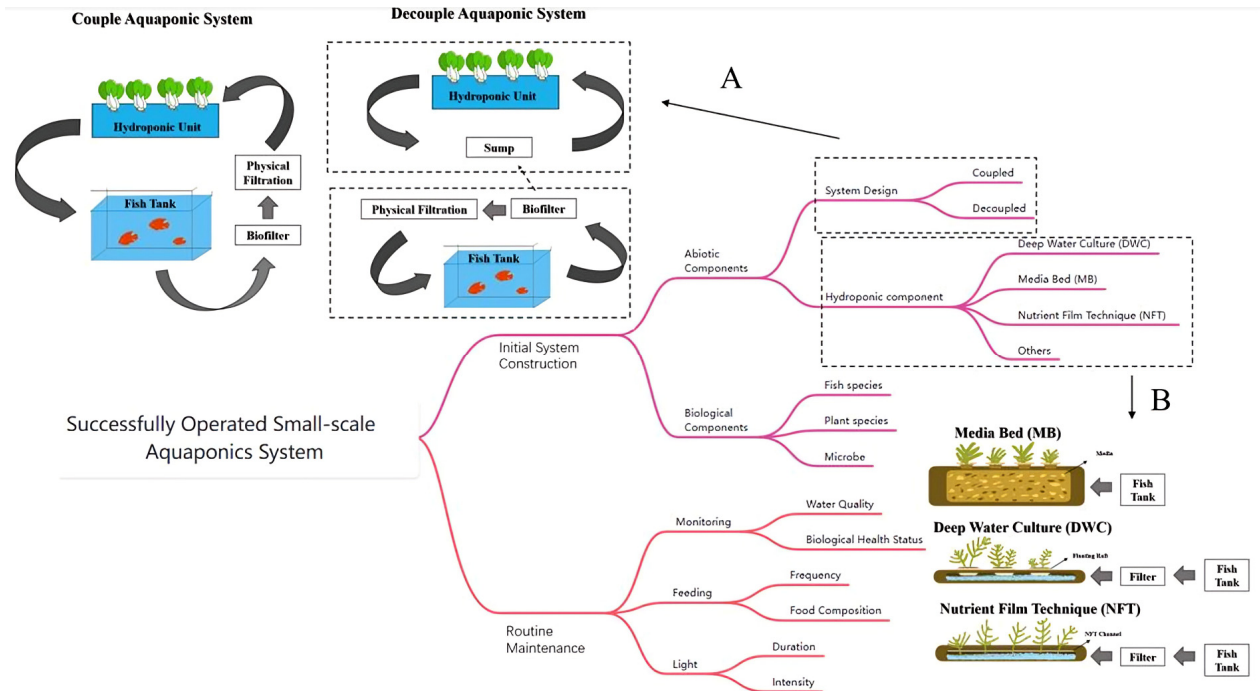 Couple Aquaponic System
Hydroponic Unit
Physical
Filtration
Fish Tank
Biofilter
Decouple Aquaponic System
Hydroponic Unit
Sump
Physical Filtration
Biofilter
Fish Tank
A
System Design
Coupled
Decoupled
Abiotic
Components
Hydroponic component
Deep Water Culture (DWC)
Media Bed (MB)
Nutrient Film Technique (NFT)
Others
Initial System
Construction
Biological
Components
Fish species
Plant species
Microbe
Successfully Operated Small-scale
Aquaponics System
Monitoring
Water Quality
Biological Health Status
Feeding
Frequency
Food Composition
Routine
Maintenance
Light
Duration
Intensity
B
Media Bed (MB)
Media
Fish
Tank
Deep Water Culture (DWC)
Floating Raft
Filter
Fish
Tank
Nutrient Film Technique (NFT)
NFT Channel
Filter
Fish
Tank